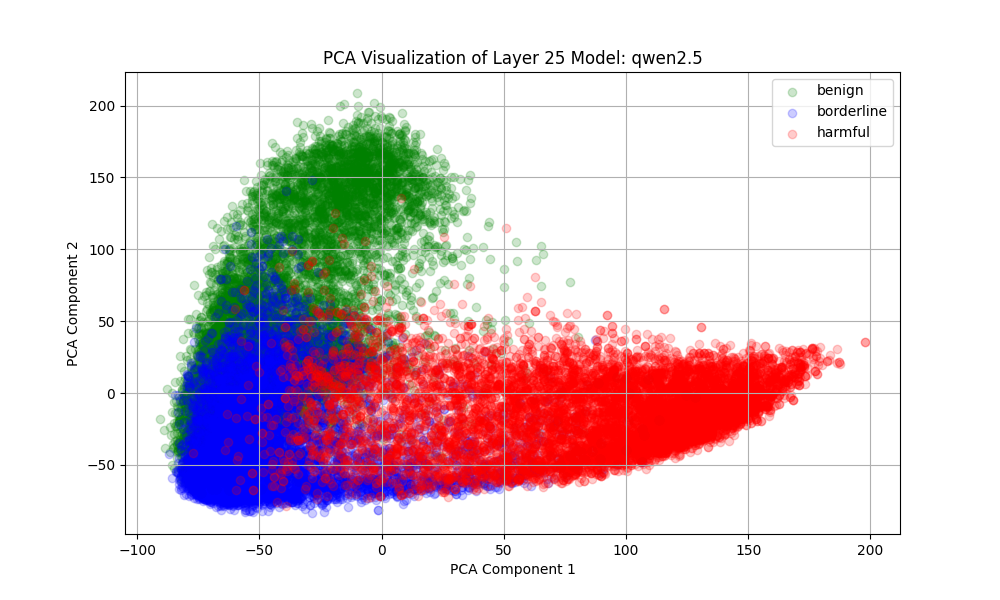 PCA Visualization of Layer 25 Model: qwen2.5
benign
borderline
harmful
200
150
100
50
0
−50
PCA Component 2
−100
−50
0
50
100
150
200
PCA Component 1